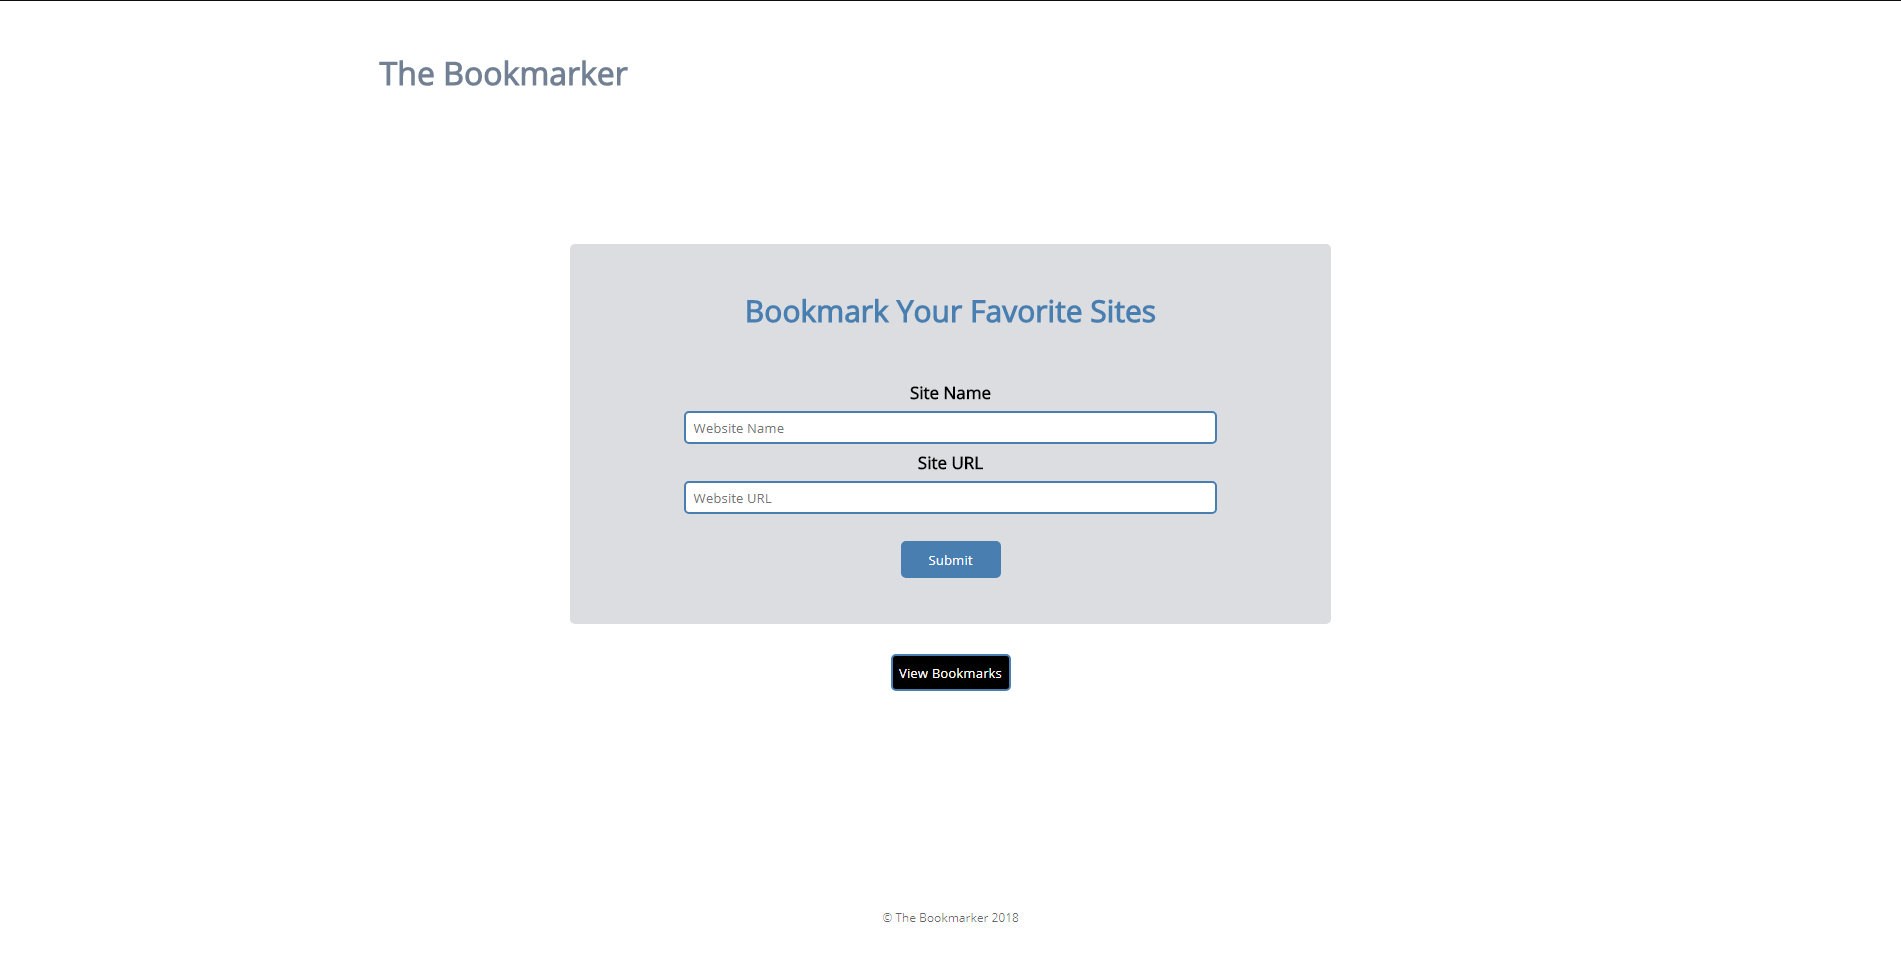 The Bookmarker
Bookmark Your Favorite Sites
Site Name
Website Name
Site URL
Website URL
Submit
View Bookmarks
© The Bookmarker 2018